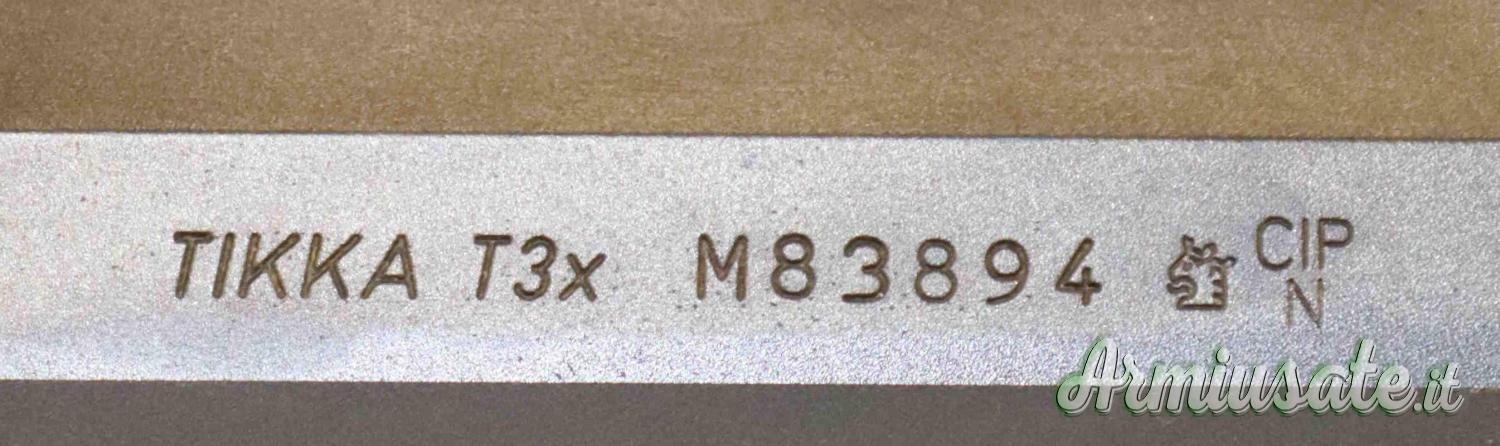 TIKKA T3x M83894 CIP
N
Armiusate.it